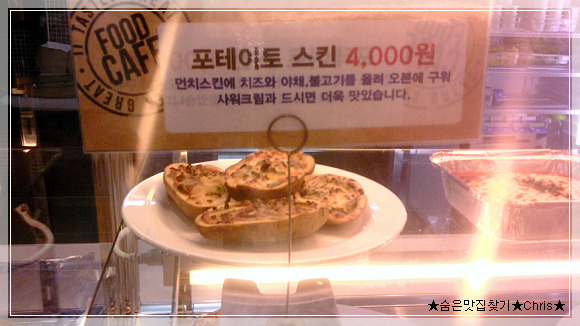 IT TASTES
FOOD
CAFE
GREAT
포테이토 스킨 4,000원
먼치스킨에 치즈와 야채,불고기를 올려 오븐에 구워
사워크림과 드시면 더욱 맛있습니다.
★숨은맛집찾기★Chris★